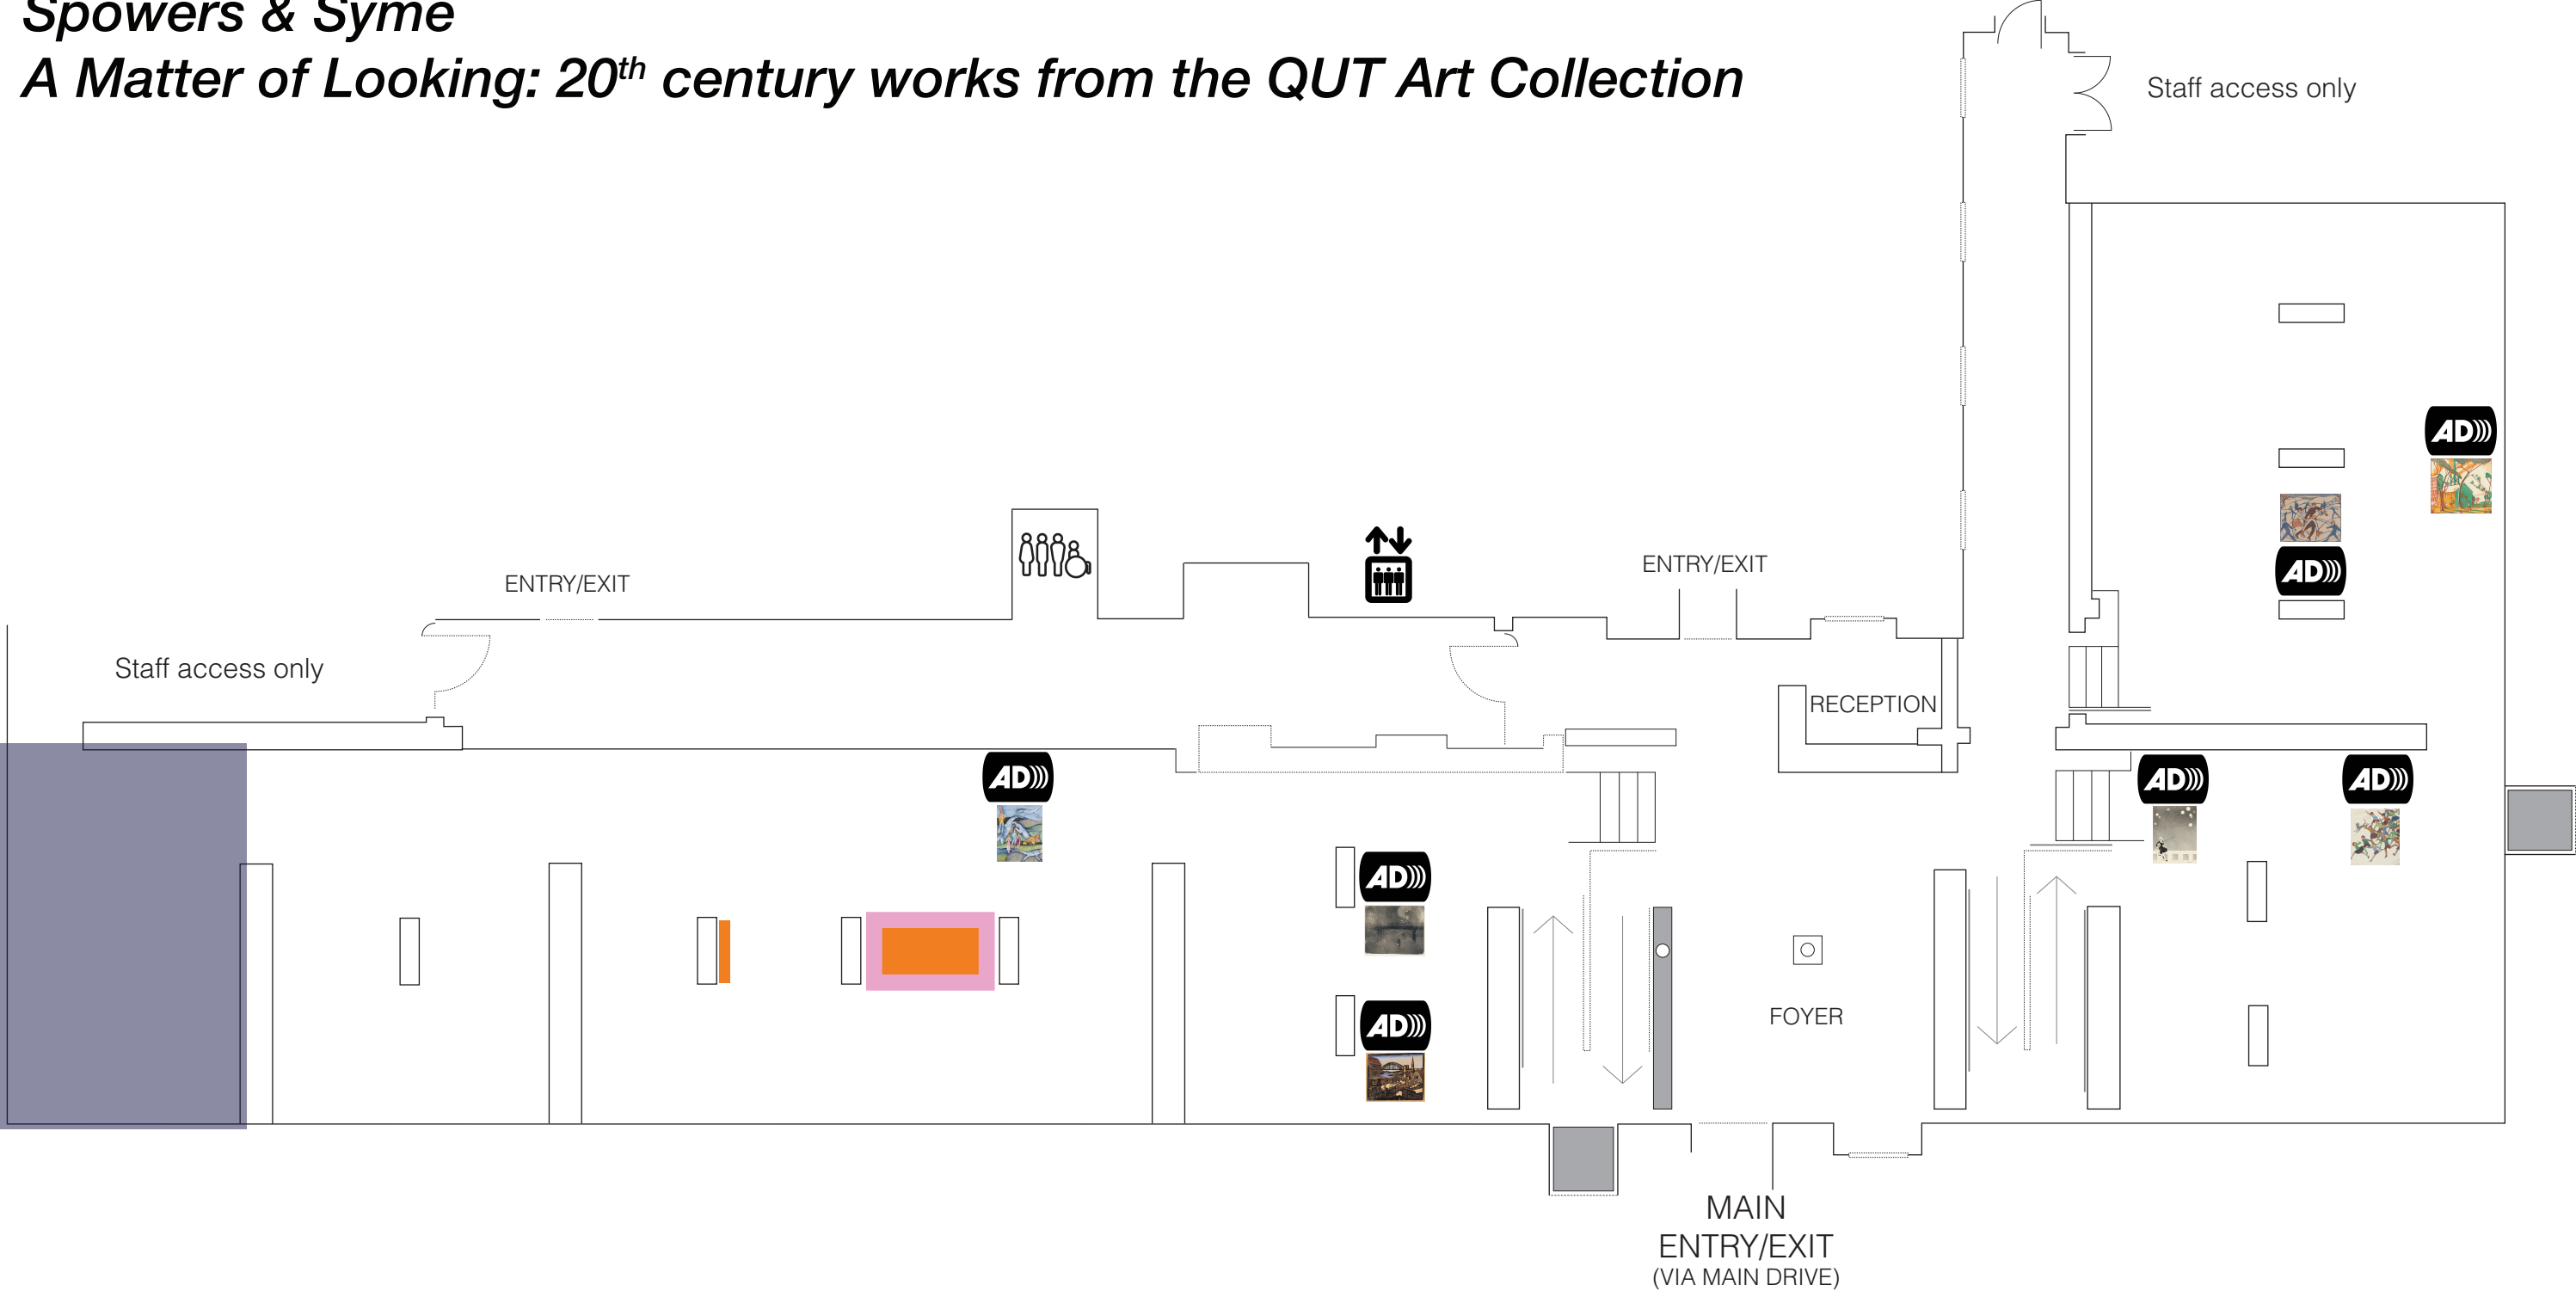 Spowers & Syme
A Matter of Looking: 20th century works from the QUT Art Collection
Staff access only
AD
AD
ENTRY/EXIT
ENTRY/EXIT
Staff access only
RECEPTION
AD
AD
AD
AD
AD
FOYER
MAIN
ENTRY/EXIT
(VIA MAIN DRIVE)